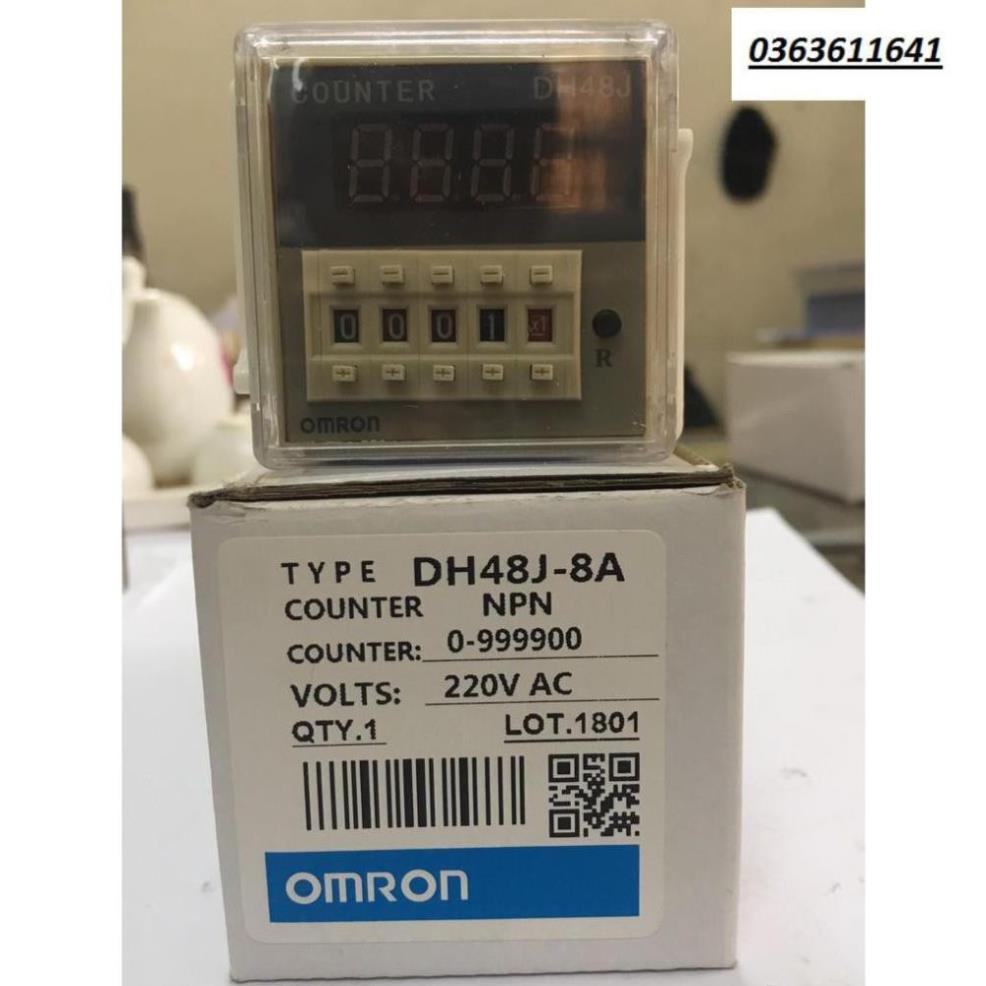 0363611641
COUNTER DH48J
0 0 0 1 x1
R
OMRON
TYPE DH48J-8A
COUNTER NPN
COUNTER: 0-999900
VOLTS: 220V AC
QTY.1 LOT.1801
OMRON